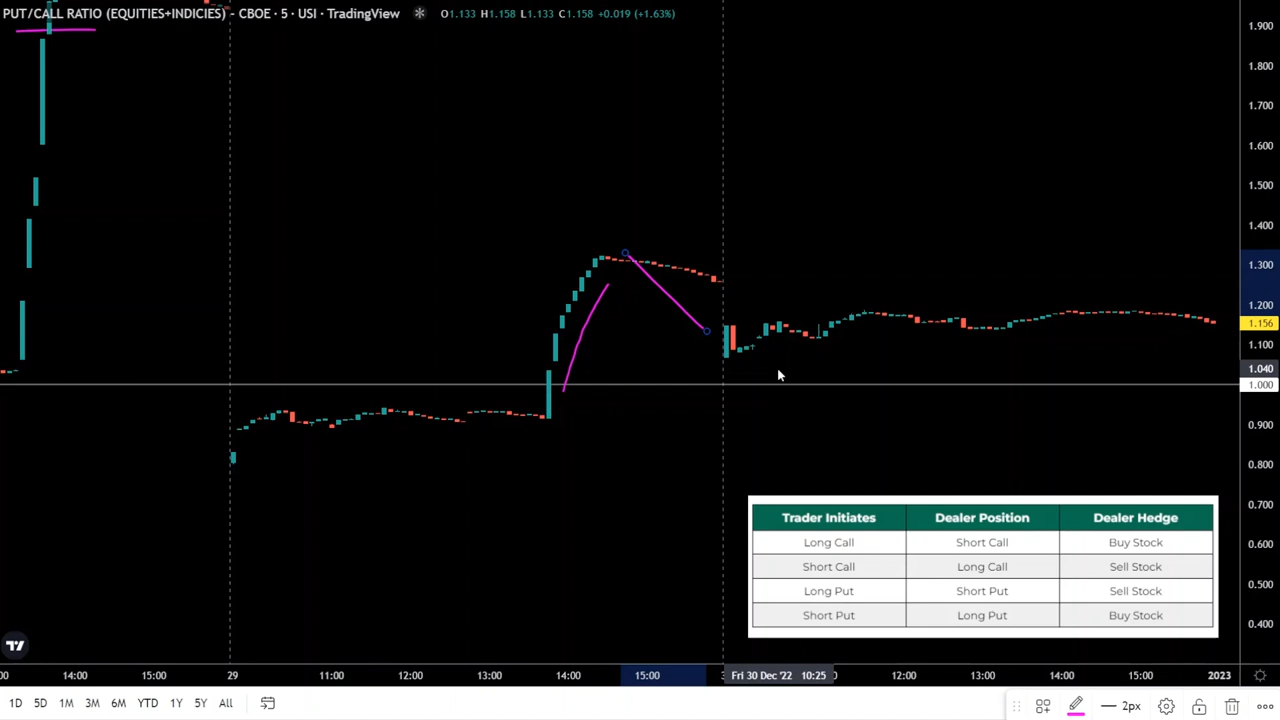 PUT/CALL RATIO (EQUITIES+INDICIES) - CBOE · 5 · USI · TradingView O1.133 H1.158 L1.133 C1.158 +0.019 (+1.63%)
1.900
1.800
1.700
1.600
1.500
1.400
1.300
1.200
1.156
1.100
1.040
1.000
0.900
0.800
0.700
0.600
0.500
0.400
Trader Initiates Dealer Position Dealer Hedge
Long Call Short Call Buy Stock
Short Call Long Call Sell Stock
Long Put Short Put Sell Stock
Short Put Long Put Buy Stock
14:00 15:00 29 11:00 12:00 13:00 14:00 15:00 Fri 30 Dec '22 10:25 12:00 13:00 14:00 15:00 2023
1D 5D 1M 3M 6M YTD 1Y 5Y All 2px